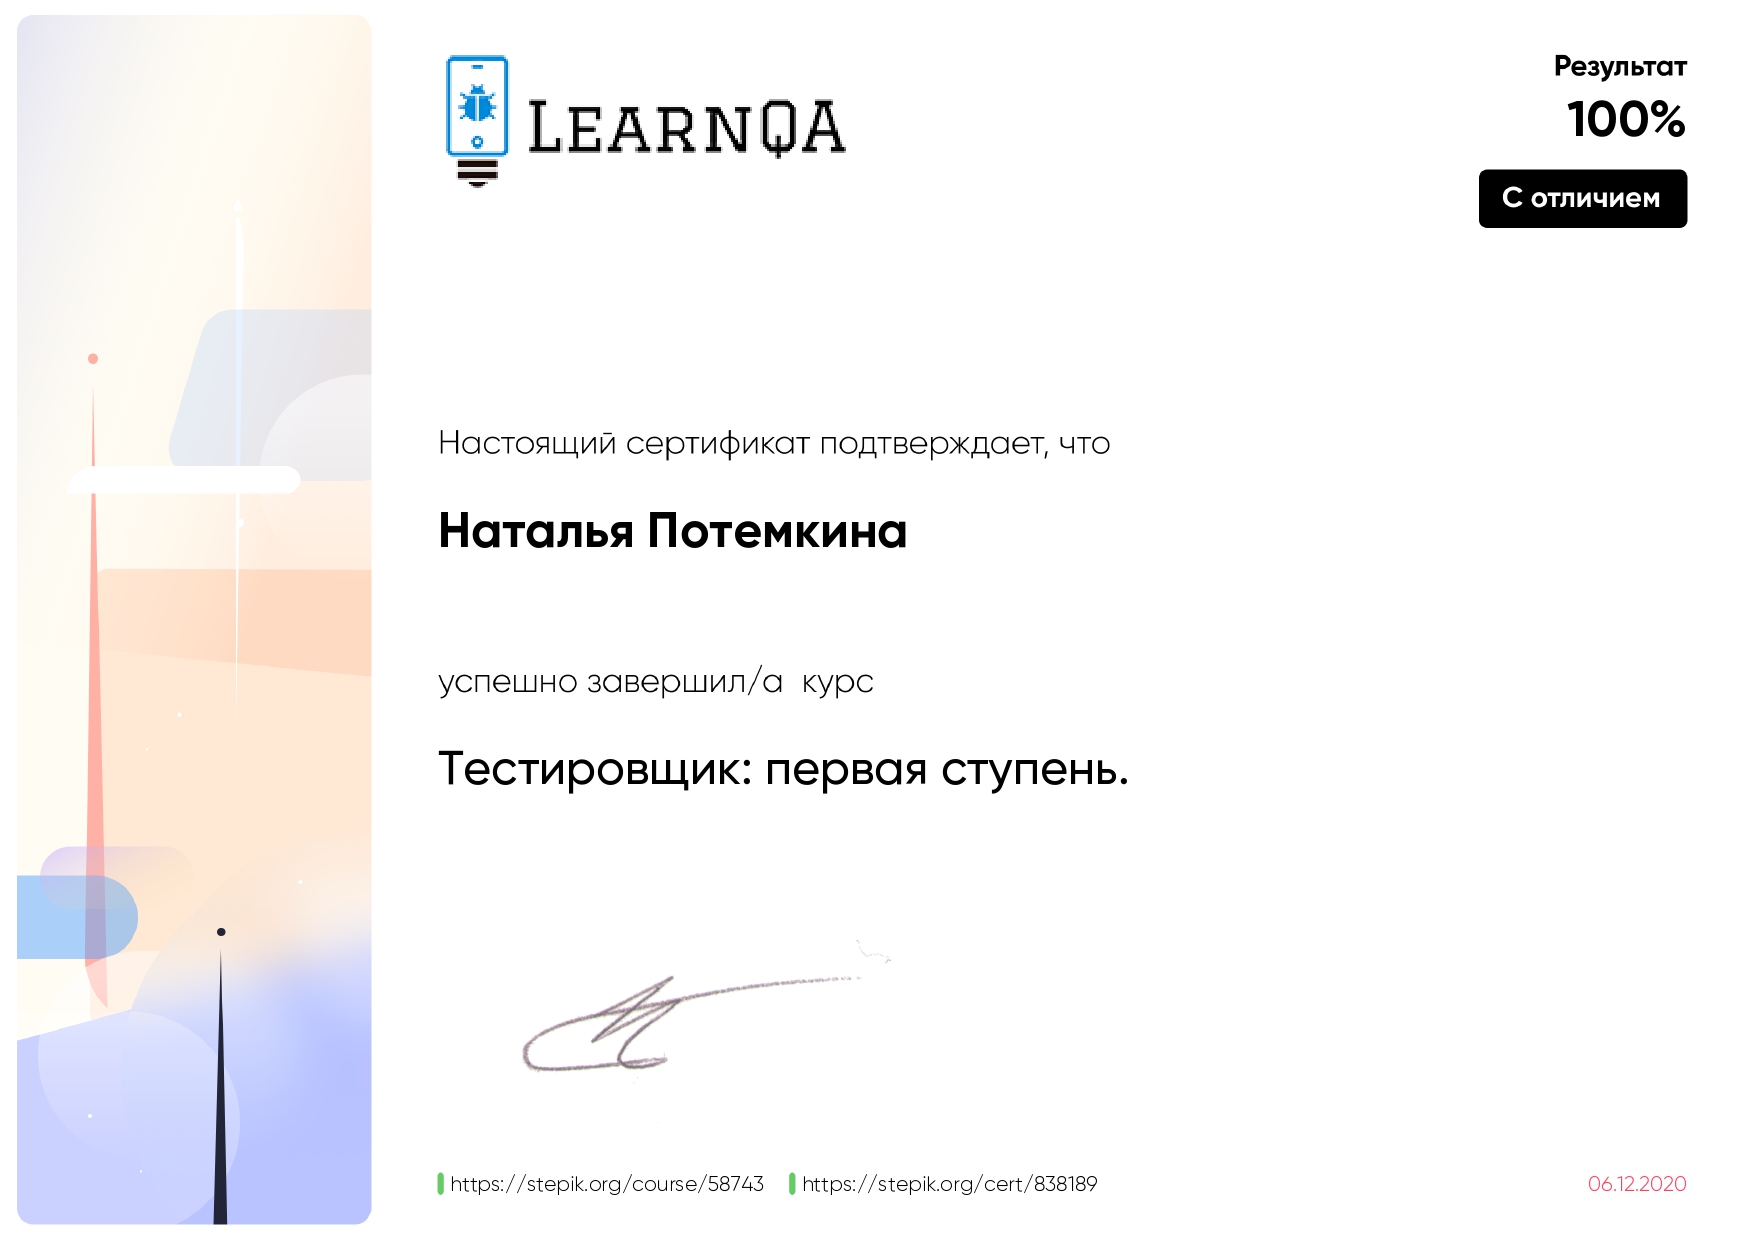 LEARNQA
Результат
100%
С отличием
Настоящий сертификат подтверждает, что
Наталья Потемкина
успешно завершил/а курс
Тестировщик: первая ступень.
https://stepik.org/course/58743 https://stepik.org/cert/838189
06.12.2020